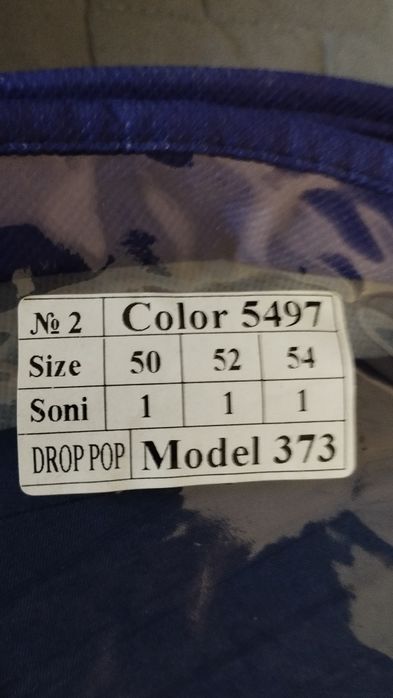 № 2 Color 5497
Size 50 52 54
Soni 1 1 1
DROP POP Model 373